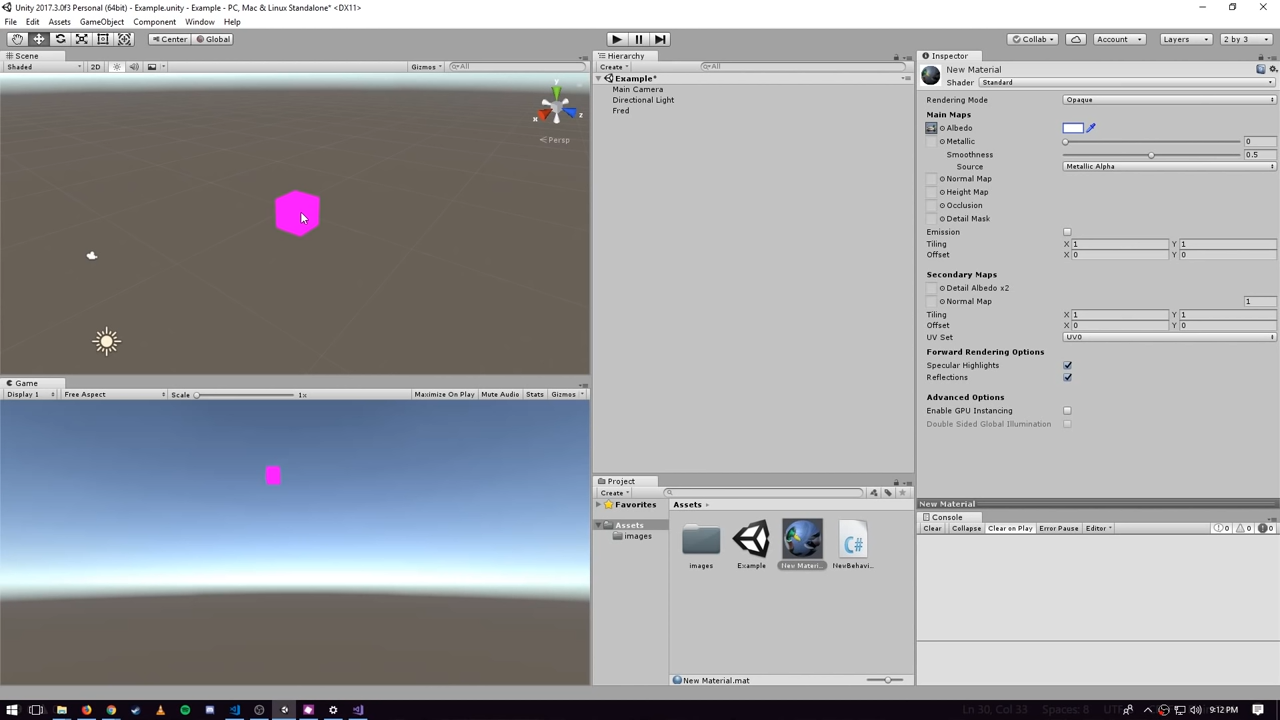 Unity 2017.3.0f3 Personal (64bit) - Example.unity - Example - PC, Mac & Linux Standalone* <DX11>
File Edit Assets GameObject Component Window Help
Center Global
Collab Account Layers 2 by 3
Scene
Shaded 2D Gizmos All
Persp
y
x
z
Game
Display 1 Free Aspect Scale 1x Maximize On Play Mute Audio Stats Gizmos
Hierarchy
Create All
Example*
Main Camera
Directional Light
Fred
Project
Create
Favorites
Assets
images
Assets
images
Example
New Materi...
C#
NewBehavi...
New Material.mat
Inspector
New Material
Shader Standard
Rendering Mode Opaque
Main Maps
Albedo
Metallic 0
Smoothness 0.5
Source Metallic Alpha
Normal Map
Height Map
Occlusion
Detail Mask
Emission
Tiling X 1 Y 1
Offset X 0 Y 0
Secondary Maps
Detail Albedo x2
Normal Map 1
Tiling X 1 Y 1
Offset X 0 Y 0
UV Set UV0
Forward Rendering Options
Specular Highlights
Reflections
Advanced Options
Enable GPU Instancing
Double Sided Global Illumination
New Material
Console
Clear Collapse Clear on Play Error Pause Editor 0 0 0
Ln 30, Col 33 Spaces: 8
9:12 PM